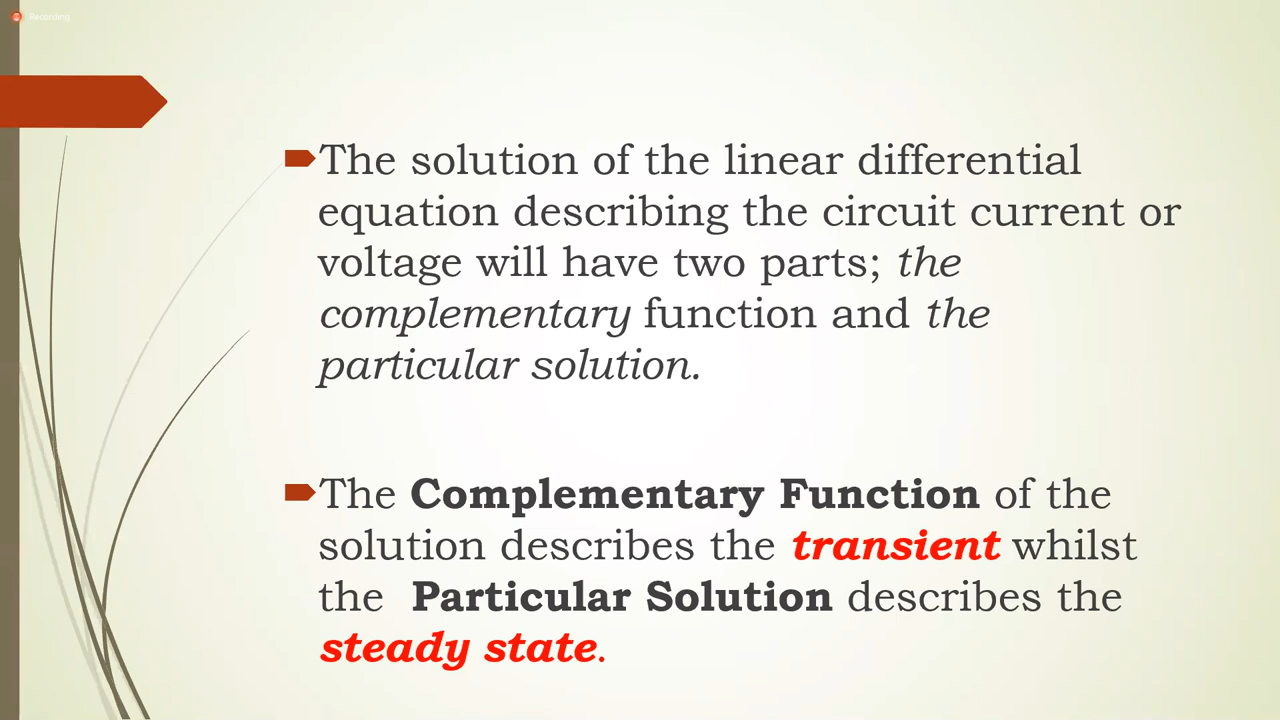 Recording
The solution of the linear differential
equation describing the circuit current or
voltage will have two parts; the
complementary function and the
particular solution.
The Complementary Function of the
solution describes the transient whilst
the Particular Solution describes the
steady state.